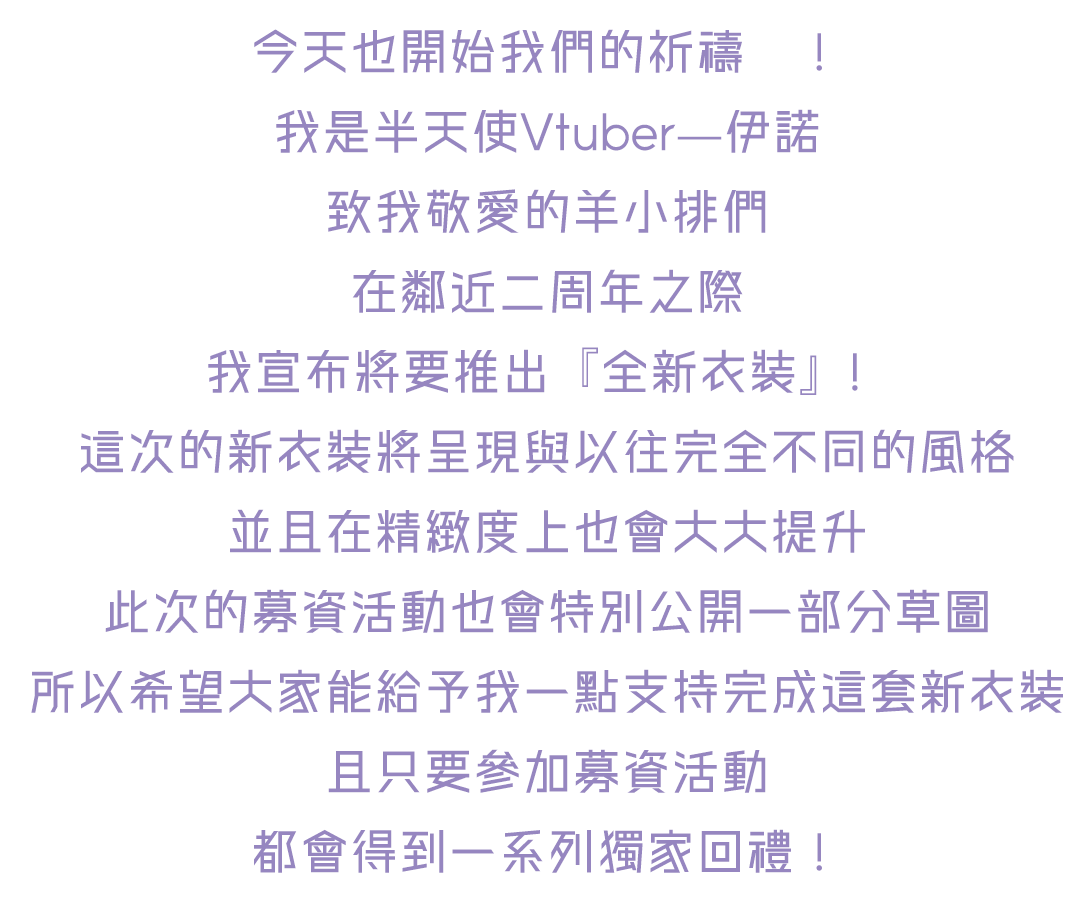 今天也開始我們的祈禱 !
我是半天使Vtuber—伊諾
致我敬愛的羊小排們
在鄰近二周年之際
我宣布將要推出『全新衣裝』!
這次的新衣裝將呈現與以往完全不同的風格
並且在精緻度上也會大大提升
此次的募資活動也會特別公開一部分草圖
所以希望大家能給予我一點支持完成這套新衣裝
且只要參加募資活動
都會得到一系列獨家回禮!